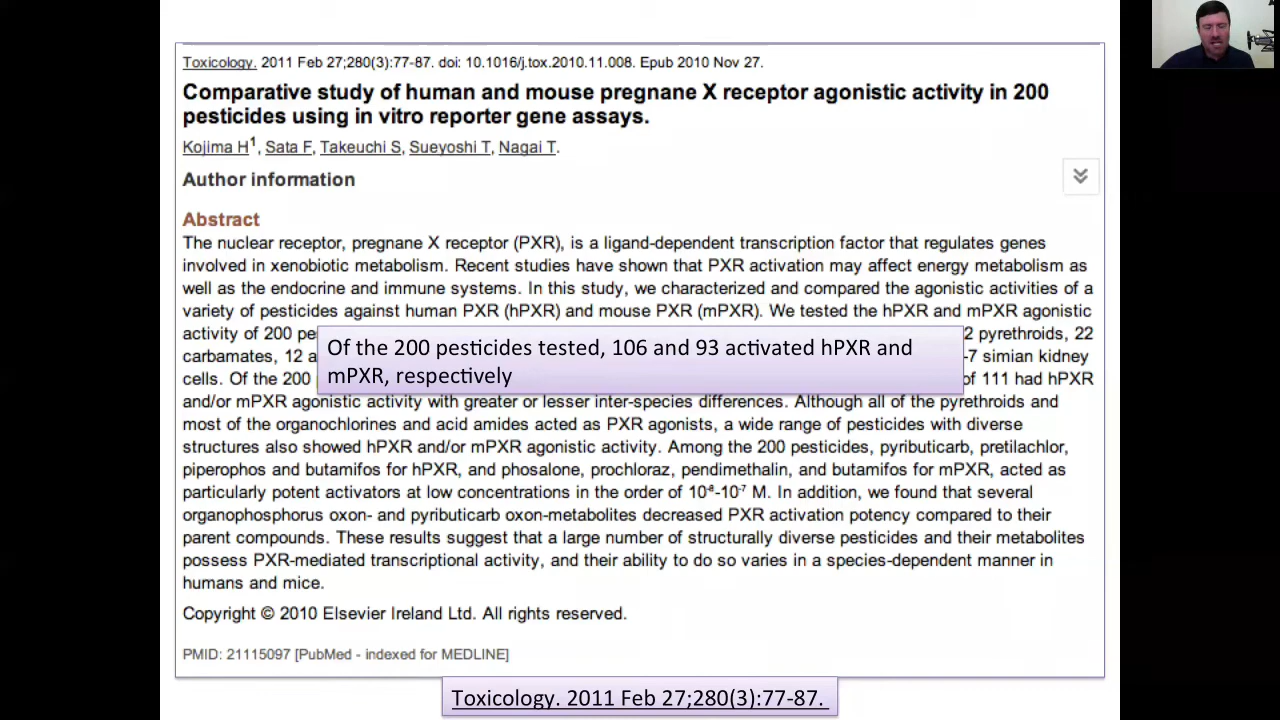 Toxicology. 2011 Feb 27;280(3):77-87. doi: 10.1016/j.tox.2010.11.008. Epub 2010 Nov 27.
Comparative study of human and mouse pregnane X receptor agonistic activity in 200
pesticides using in vitro reporter gene assays.
Kojima H1, Sata F, Takeuchi S, Sueyoshi T, Nagai T.
Author information
Abstract
The nuclear receptor, pregnane X receptor (PXR), is a ligand-dependent transcription factor that regulates genes
involved in xenobiotic metabolism. Recent studies have shown that PXR activation may affect energy metabolism as
well as the endocrine and immune systems. In this study, we characterized and compared the agonistic activities of a
variety of pesticides against human PXR (hPXR) and mouse PXR (mPXR). We tested the hPXR and mPXR agonistic
activity of 200 pe 2 pyrethroids, 22
carbamates, 12 a -7 simian kidney
cells. Of the 200 of 111 had hPXR
Of the 200 pesticides tested, 106 and 93 activated hPXR and
mPXR, respectively
and/or mPXR agonistic activity with greater or lesser inter-species differences. Although all of the pyrethroids and
most of the organochlorines and acid amides acted as PXR agonists, a wide range of pesticides with diverse
structures also showed hPXR and/or mPXR agonistic activity. Among the 200 pesticides, pyributicarb, pretilachlor,
piperophos and butamifos for hPXR, and phosalone, prochloraz, pendimethalin, and butamifos for mPXR, acted as
particularly potent activators at low concentrations in the order of 10-8-10-7 M. In addition, we found that several
organophosphorus oxon- and pyributicarb oxon-metabolites decreased PXR activation potency compared to their
parent compounds. These results suggest that a large number of structurally diverse pesticides and their metabolites
possess PXR-mediated transcriptional activity, and their ability to do so varies in a species-dependent manner in
humans and mice.
Copyright © 2010 Elsevier Ireland Ltd. All rights reserved.
PMID: 21115097 [PubMed - indexed for MEDLINE]
Toxicology. 2011 Feb 27;280(3):77-87.